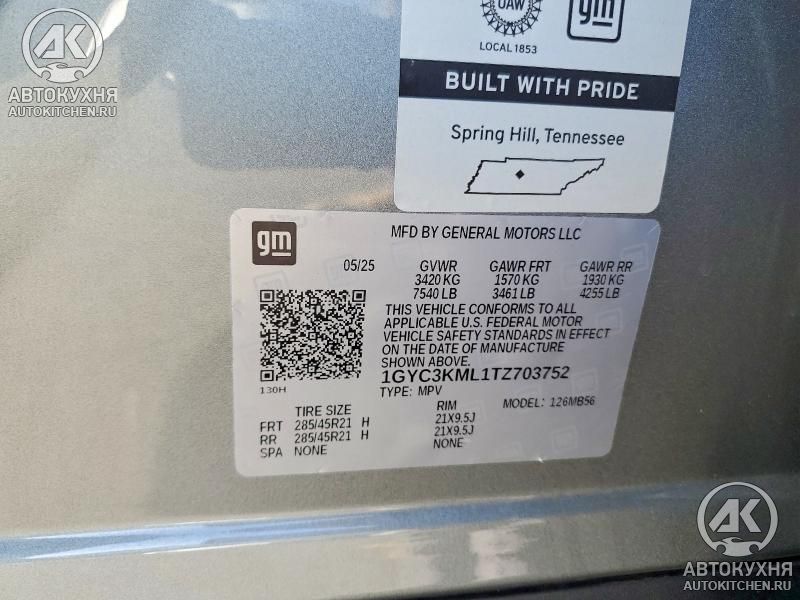 UAW
gm
LOCAL 1853
АВТОКУХНЯ
AUTOKITCHEN.RU
BUILT WITH PRIDE
Spring Hill, Tennessee
gm
MFD BY GENERAL MOTORS LLC
05/25 GVWR GAWR FRT GAWR RR
3420 KG 1570 KG 1930 KG
7540 LB 3461 LB 4255 LB
THIS VEHICLE CONFORMS TO ALL
APPLICABLE U.S. FEDERAL MOTOR
VEHICLE SAFETY STANDARDS IN EFFECT
ON THE DATE OF MANUFACTURE
SHOWN ABOVE.
1GYC3KML1TZ703752
130H
TYPE: MPV
TIRE SIZE RIM MODEL: 126MB56
FRT 285/45R21 H 21X9.5J
RR 285/45R21 H 21X9.5J
SPA NONE NONE
АК
АВТОКУХНЯ
AUTOKITCHEN.RU